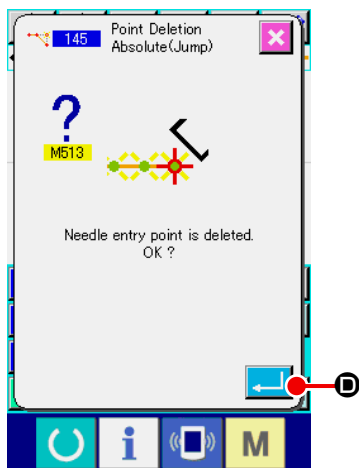 145
Point Deletion
Absolute(Jump)
?
M513
Needle entry point is deleted.
OK ?
D
i
M